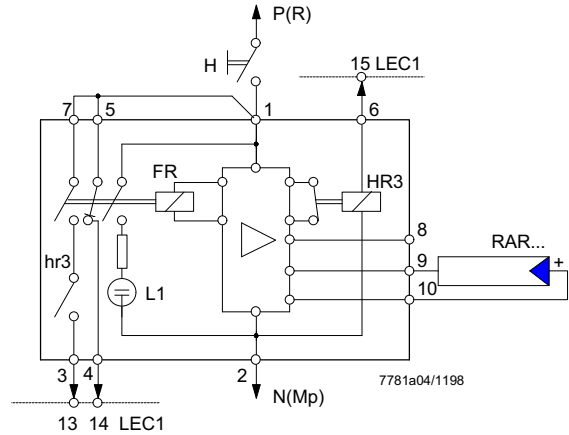 P(R)
H
15 LEC1
7 5 1 6
FR HR3
8
RAR...
9 +
10
hr3
L1
3 4 2
7781a04/1198
N(Mp)
13 14 LEC1